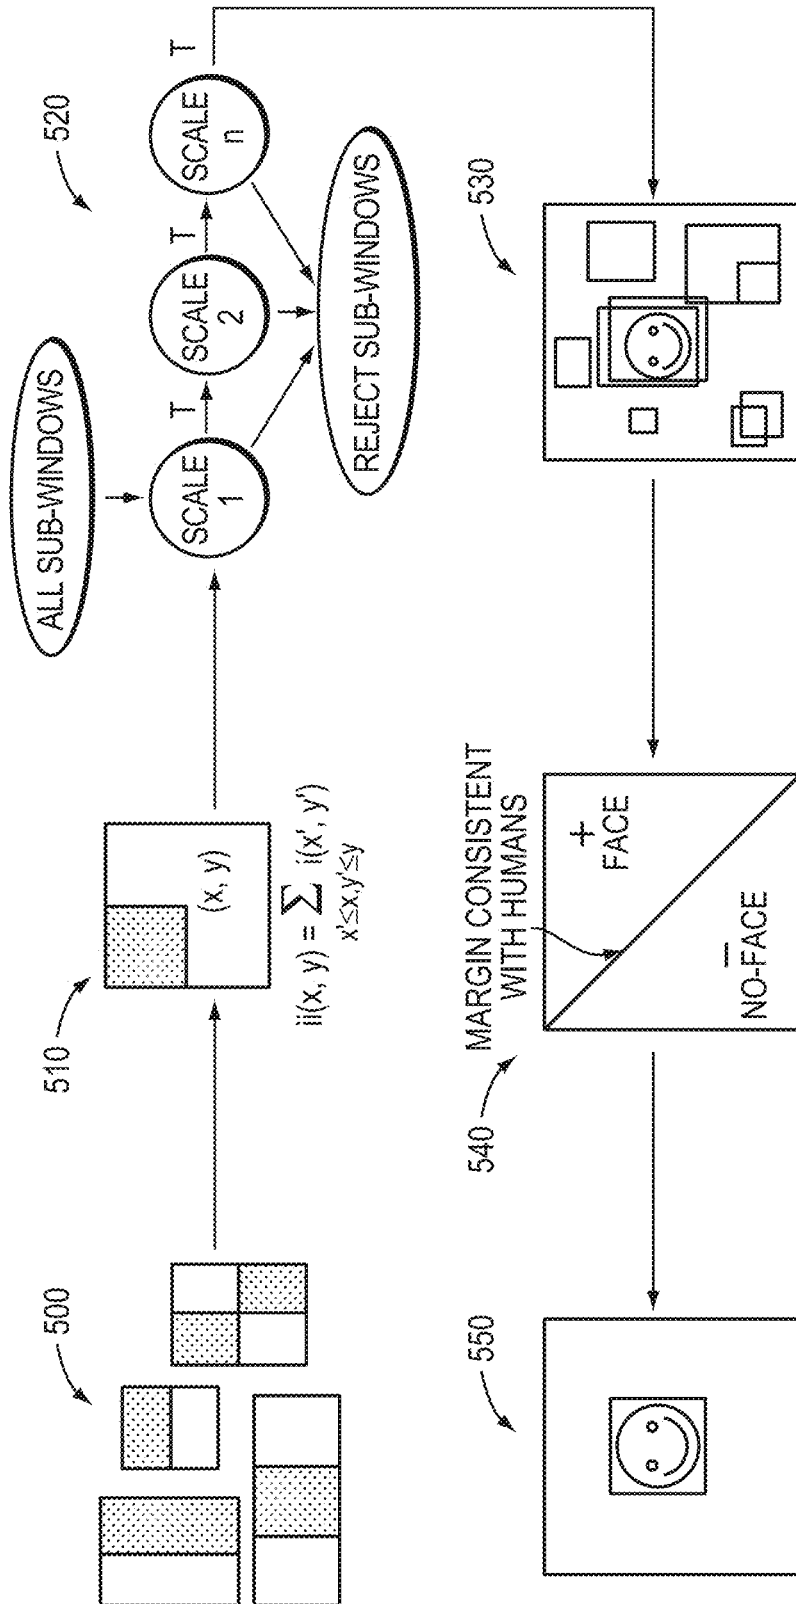 500
510
(x, y)
ii(x, y) = ∑ i(x', y')
x'≤x,y'≤y
520
ALL SUB-WINDOWS
SCALE
1
T
SCALE
2
T
SCALE
n
T
REJECT SUB-WINDOWS
530
540
MARGIN CONSISTENT
WITH HUMANS
+
FACE
−
NO-FACE
550